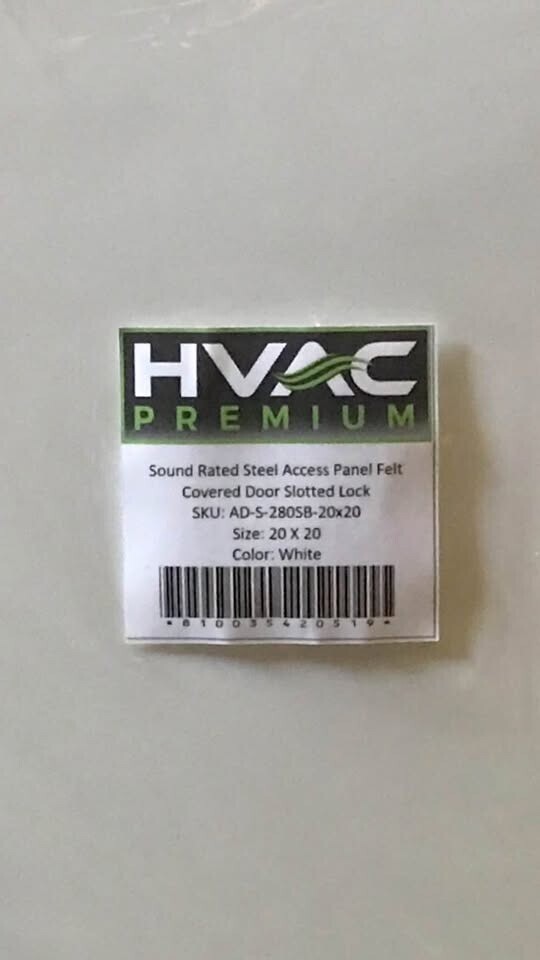 HVAC
PREMIUM
Sound Rated Steel Access Panel Felt
Covered Door Slotted Lock
SKU: AD-S-280SB-20x20
Size: 20 X 20
Color: White
*810035420519*